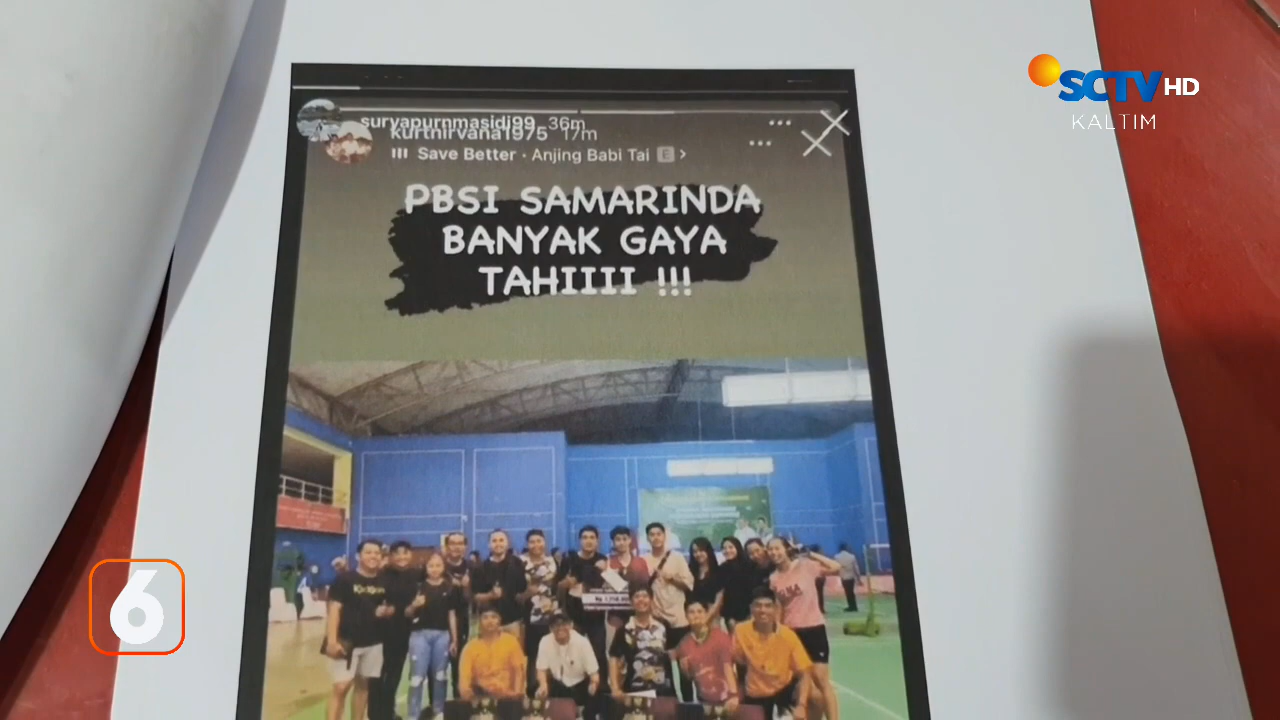 SCTV HD
KALTIM
suryapurnmasidi99 36m
kurtnirvana1975 17m
Save Better · Anjing Babi Tai E >
PBSI SAMARINDA
BANYAK GAYA
TAHIIII !!!
6